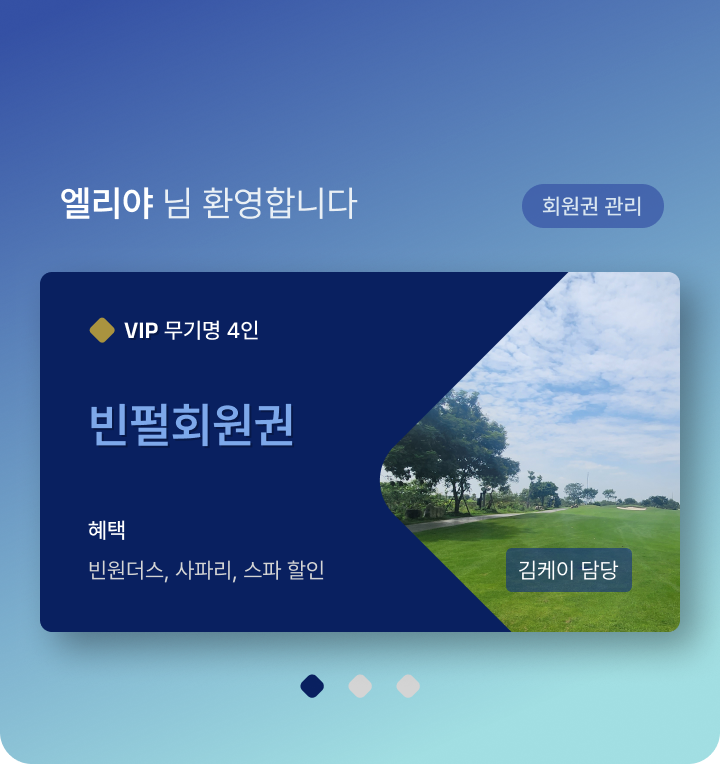 엘리야 님 환영합니다
회원권 관리
VIP 무기명 4인
빈펄회원권
혜택
빈원더스, 사파리, 스파 할인
김케이 담당